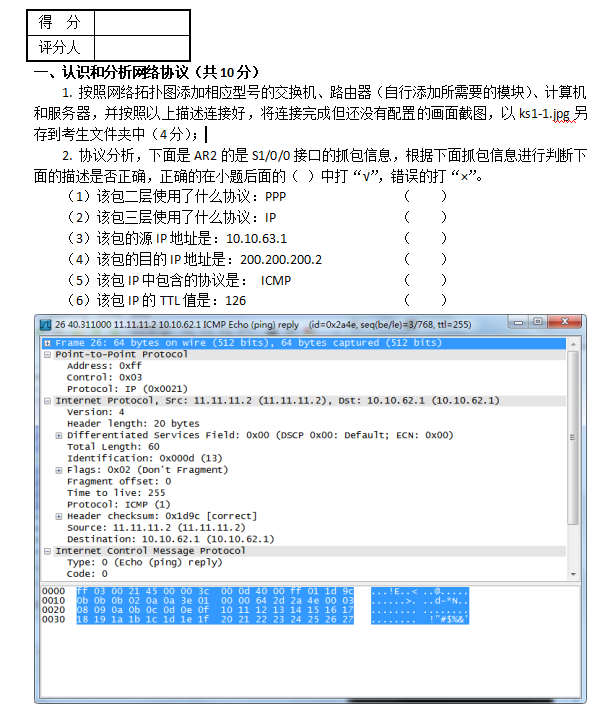 得 分
评分人
一、认识和分析网络协议（共 10 分）
1. 按照网络拓扑图添加相应型号的交换机、路由器（自行添加所需要的模块）、计算机
和服务器，并按照以上描述连接好，将连接完成但还没有配置的画面截图，以 ks1-1.jpg 另
存到考生文件夹中（4 分）；
2. 协议分析，下面是 AR2 的是 S1/0/0 接口的抓包信息，根据下面抓包信息进行判断下
面的描述是否正确，正确的在小题后面的（ ）中打“√”，错误的打“×”。
（1）该包二层使用了什么协议：PPP （ ）
（2）该包三层使用了什么协议：IP （ ）
（3）该包的源 IP 地址是：10.10.63.1 （ ）
（4）该包的目的 IP 地址是：200.200.200.2 （ ）
（5）该包 IP 中包含的协议是： ICMP （ ）
（6）该包 IP 的 TTL 值是：126 （ ）
26 40.311000 11.11.11.2 10.10.62.1 ICMP Echo (ping) reply (id=0x2a4e, seq(be/le)=3/768, ttl=255)
Frame 26: 64 bytes on wire (512 bits), 64 bytes captured (512 bits)
Point-to-Point Protocol
Address: 0xff
Control: 0x03
Protocol: IP (0x0021)
Internet Protocol, Src: 11.11.11.2 (11.11.11.2), Dst: 10.10.62.1 (10.10.62.1)
Version: 4
Header length: 20 bytes
Differentiated Services Field: 0x00 (DSCP 0x00: Default; ECN: 0x00)
Total Length: 60
Identification: 0x000d (13)
Flags: 0x02 (Don't Fragment)
Fragment offset: 0
Time to live: 255
Protocol: ICMP (1)
Header checksum: 0x1d9c [correct]
Source: 11.11.11.2 (11.11.11.2)
Destination: 10.10.62.1 (10.10.62.1)
Internet Control Message Protocol
Type: 0 (Echo (ping) reply)
Code: 0
0000 ff 03 00 21 45 00 00 3c 00 0d 40 00 ff 01 1d 9c ...!E..< ..@.....
0010 0b 0b 0b 02 0a 0a 3e 01 00 00 64 2d 2a 4e 00 03 ......>. ..d-*N..
0020 08 09 0a 0b 0c 0d 0e 0f 10 11 12 13 14 15 16 17 ........ ........
0030 18 19 1a 1b 1c 1d 1e 1f 20 21 22 23 24 25 26 27 ........ !"#$%&'